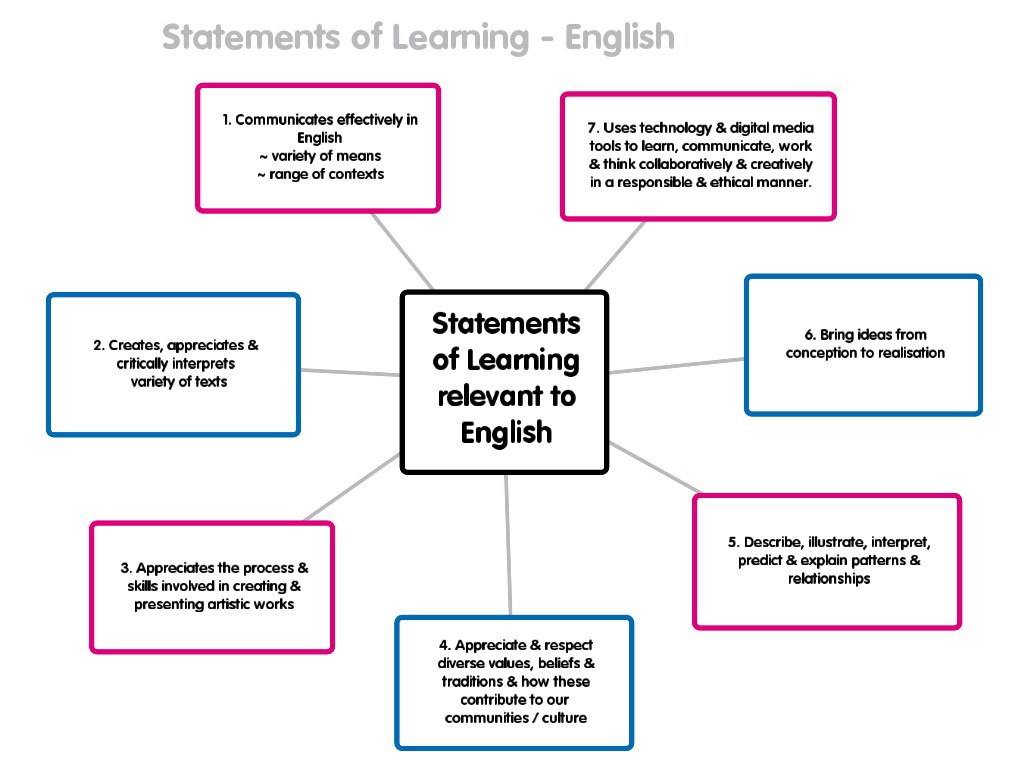 Statements of Learning - English
1. Communicates effectively in
English
~ variety of means
~ range of contexts
7. Uses technology & digital media
tools to learn, communicate, work
& think collaboratively & creatively
in a responsible & ethical manner.
Statements
of Learning
relevant to
English
2. Creates, appreciates &
critically interprets
variety of texts
6. Bring ideas from
conception to realisation
3. Appreciates the process &
skills involved in creating &
presenting artistic works
5. Describe, illustrate, interpret,
predict & explain patterns &
relationships
4. Appreciate & respect
diverse values, beliefs &
traditions & how these
contribute to our
communities / culture